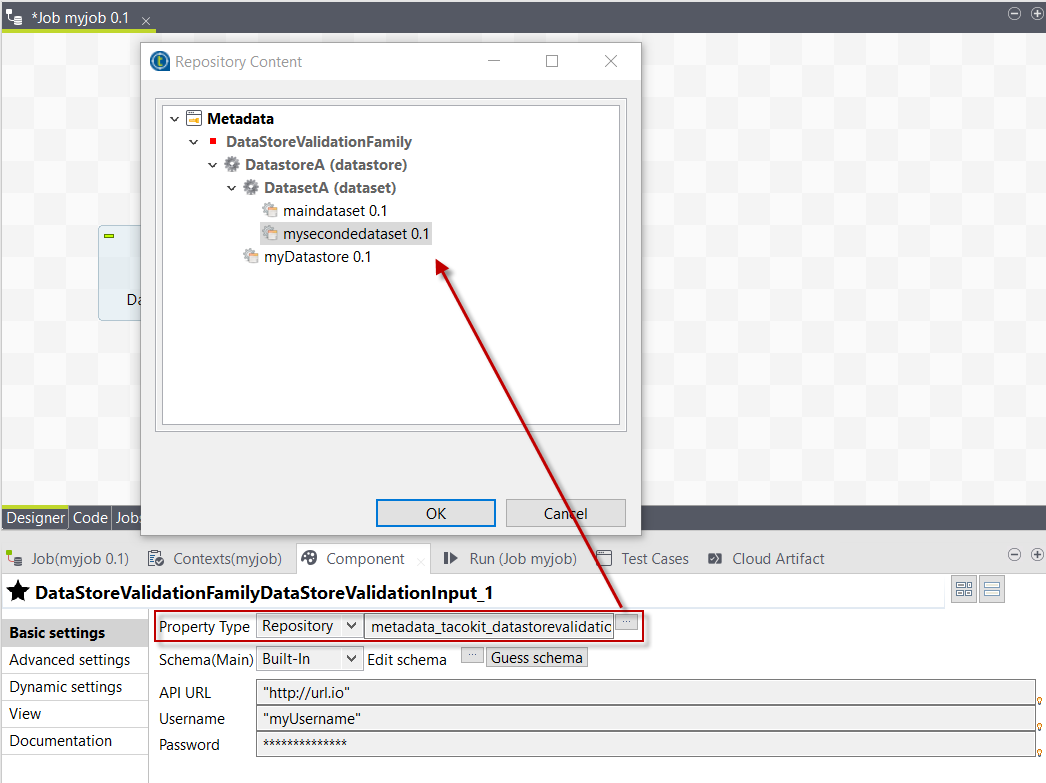 *Job myjob 0.1
Repository Content
Metadata
DataStoreValidationFamily
DatastoreA (datastore)
DatasetA (dataset)
maindataset 0.1
mysecondedataset 0.1
myDatastore 0.1
Da
OK
Cancel
Designer Code Jobs
Job(myjob 0.1) Contexts(myjob) Component Run (Job myjob) Test Cases Cloud Artifact
DataStoreValidationFamilyDataStoreValidationInput_1
Basic settings
Advanced settings
Dynamic settings
View
Documentation
Property Type Repository metadata_tacokit_datastorevalidatic ...
Schema(Main) Built-In Edit schema ... Guess schema
API URL "http://url.io"
Username "myUsername"
Password **************